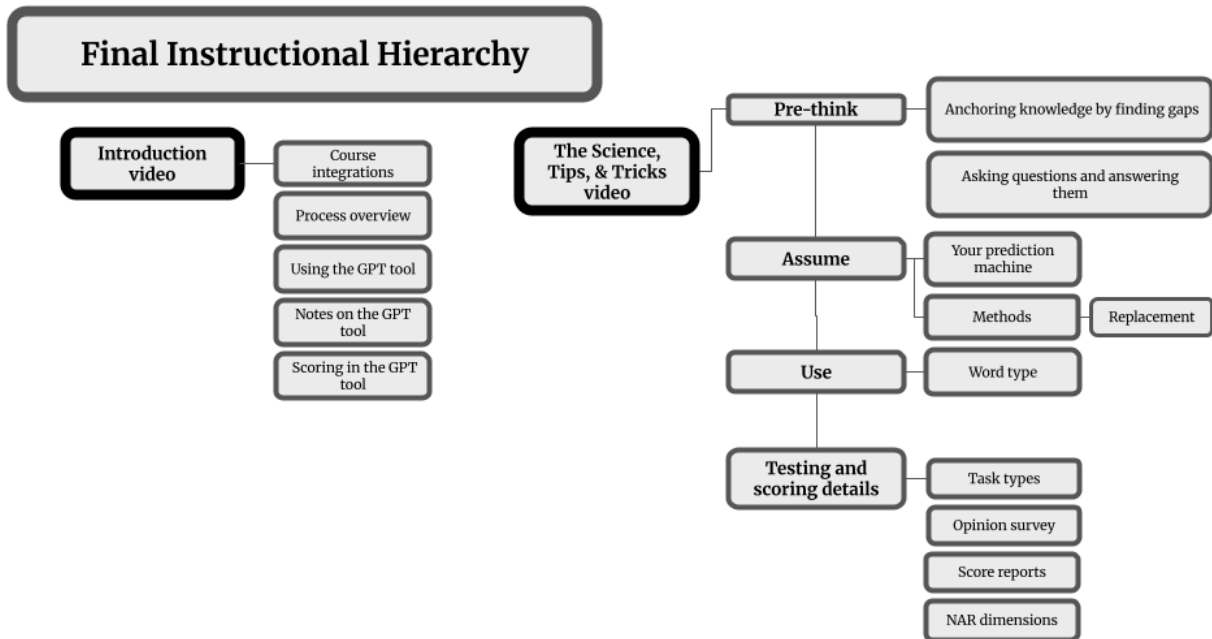 Final Instructional Hierarchy
Introduction
video
Course
integrations
Process overview
Using the GPT tool
Notes on the GPT
tool
Scoring in the GPT
tool
The Science,
Tips, & Tricks
video
Pre-think
Anchoring knowledge by finding gaps
Asking questions and answering
them
Assume
Your prediction
machine
Methods
Replacement
Use
Word type
Testing and
scoring details
Task types
Opinion survey
Score reports
NAR dimensions